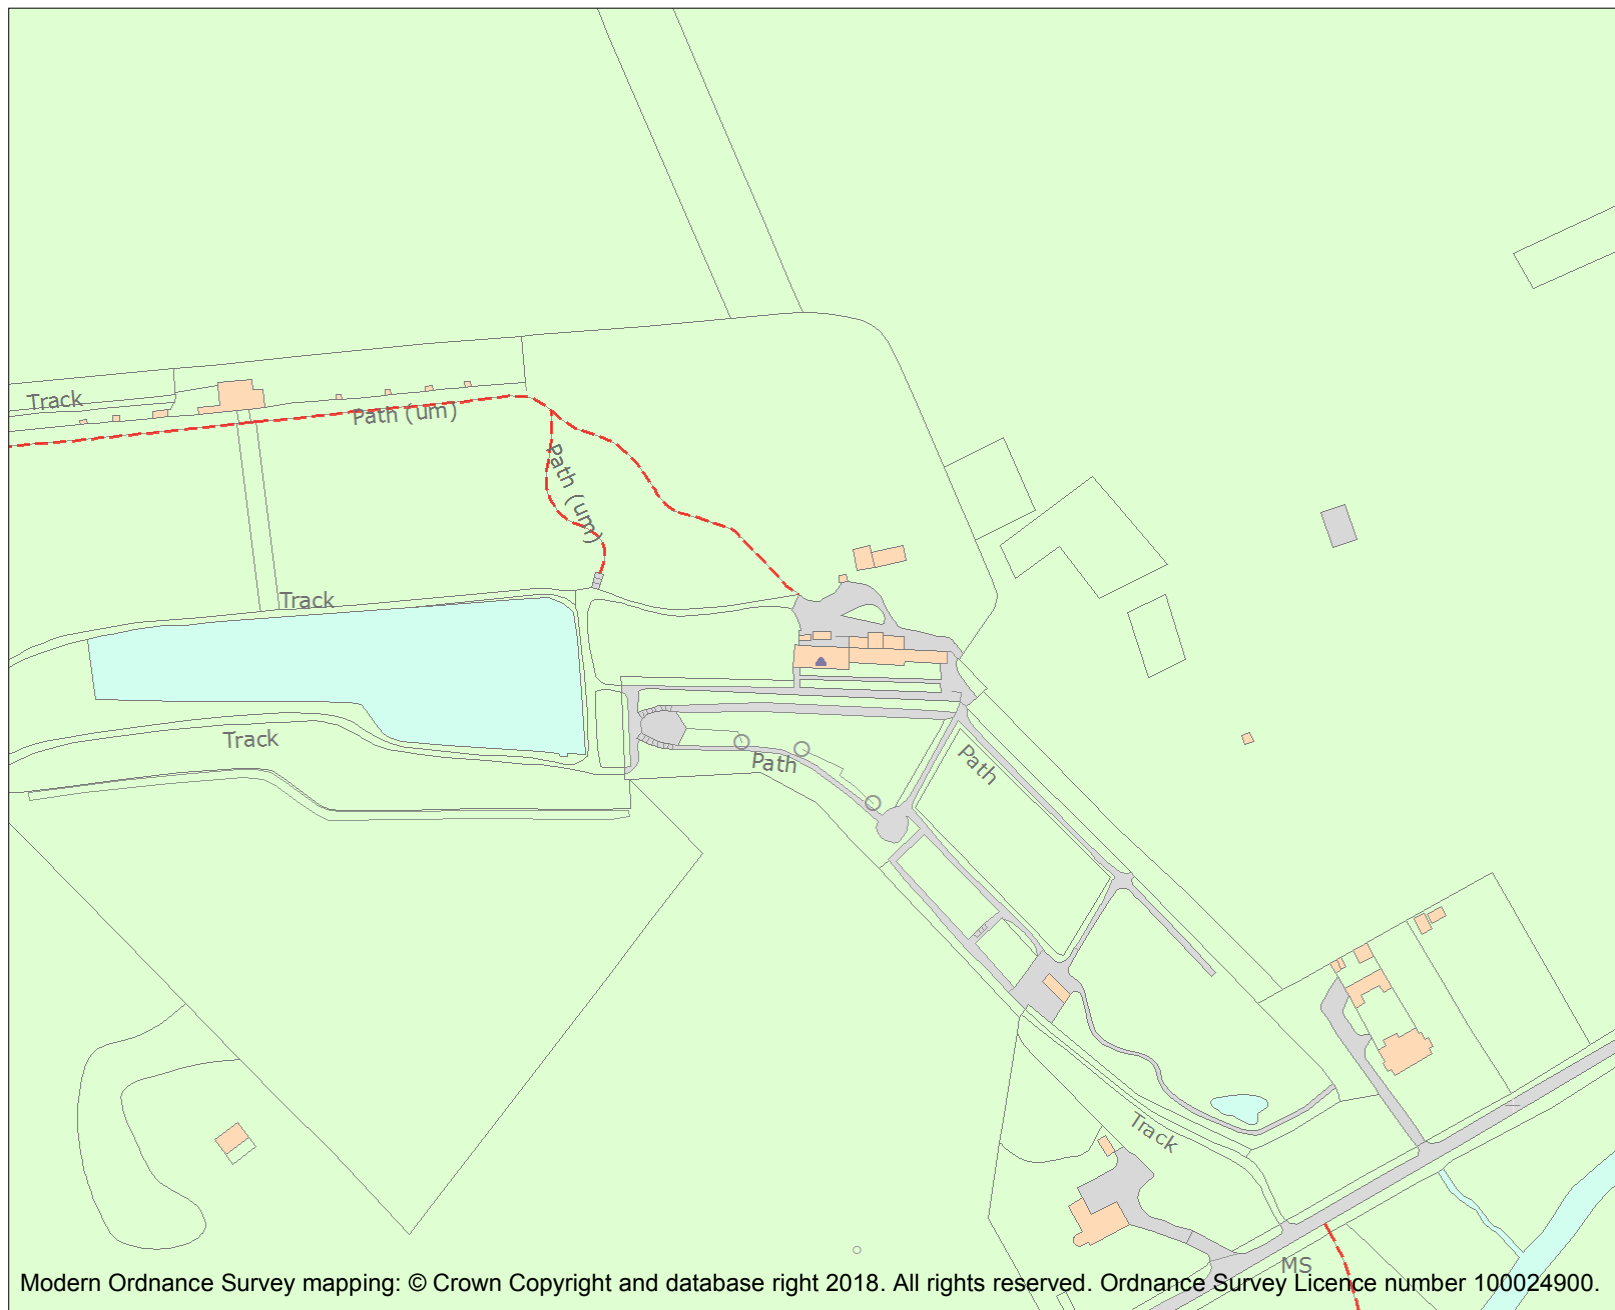 Track
Path (um)
Path (um)
Track
Track
Path
Path
Track
MS
Modern Ordnance Survey mapping: © Crown Copyright and database right 2018. All rights reserved. Ordnance Survey Licence number 100024900.